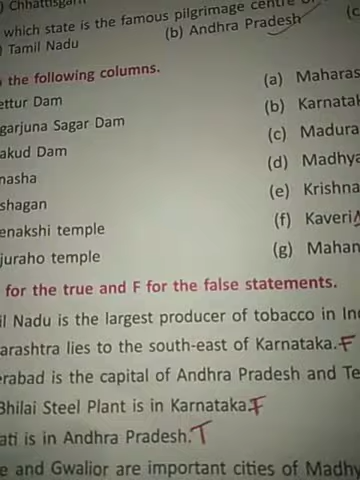 ) Chhattisgarh
which state is the famous pilgrimage centre
) Tamil Nadu (b) Andhra Pradesh (c
the following columns.
ettur Dam (a) Maharas
garjuna Sagar Dam (b) Karnatak
akud Dam (c) Madura
nasha (d) Madhya
shagan (e) Krishna
enakshi temple (f) Kaveri
juraho temple (g) Mahan
for the true and F for the false statements.
il Nadu is the largest producer of tobacco in In
arashtra lies to the south-east of Karnataka. F
erabad is the capital of Andhra Pradesh and Te
Bhilai Steel Plant is in Karnataka. F
ati is in Andhra Pradesh. T
e and Gwalior are important cities of Madhy